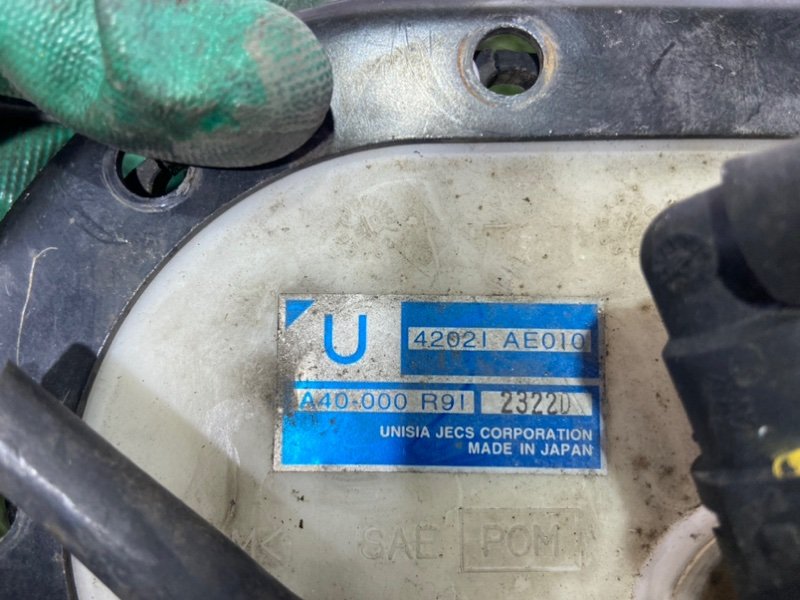 U
42021 AE010
A40-000 R91 2322D
UNISIA JECS CORPORATION
MADE IN JAPAN
SAE POM